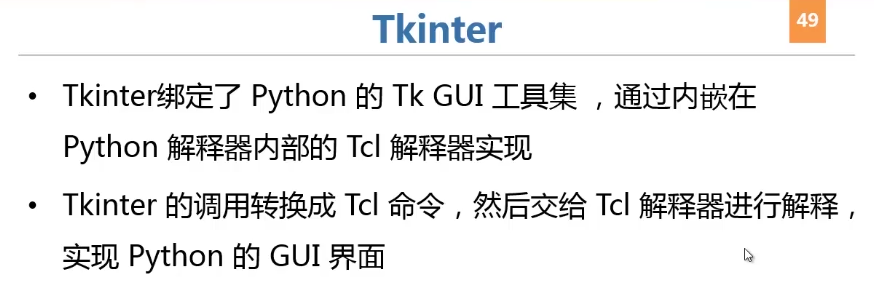 Tkinter
49
• Tkinter绑定了 Python 的 Tk GUI 工具集 ，通过内嵌在
Python 解释器内部的 Tcl 解释器实现
• Tkinter 的调用转换成 Tcl 命令，然后交给 Tcl 解释器进行解释，
实现 Python 的 GUI 界面